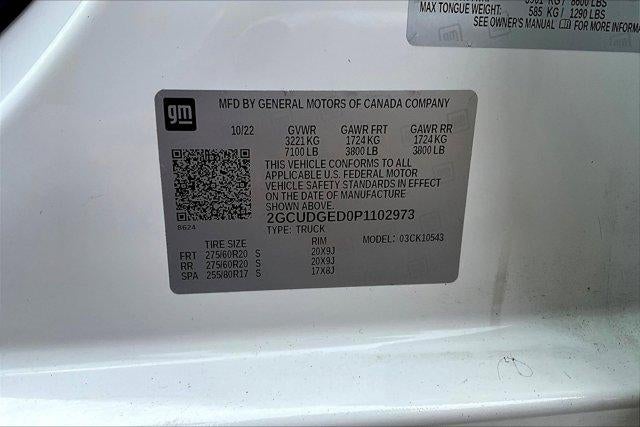 MAX TONGUE WEIGHT: 585 KG / 1290 LBS
SEE OWNER'S MANUAL FOR MORE INFORMA
gm
MFD BY GENERAL MOTORS OF CANADA COMPANY
10/22 GVWR GAWR FRT GAWR RR
3221 KG 1724 KG 1724 KG
7100 LB 3800 LB 3800 LB
THIS VEHICLE CONFORMS TO ALL
APPLICABLE U.S. FEDERAL MOTOR
VEHICLE SAFETY STANDARDS IN EFFECT
ON THE DATE OF MANUFACTURE
SHOWN ABOVE.
8624
2GCUDGED0P1102973
TYPE: TRUCK MODEL: 03CK10543
TIRE SIZE RIM
FRT 275/60R20 S 20X9J
RR 275/60R20 S 20X9J
SPA 255/80R17 S 17X8J